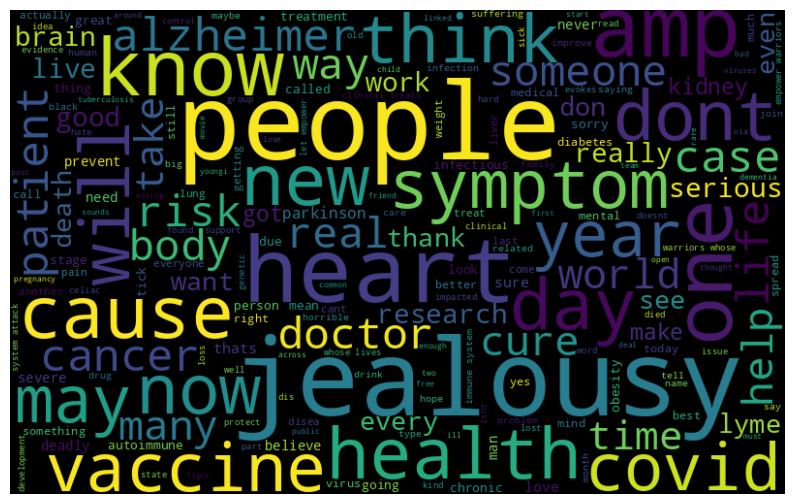 around control
idea
evidence
great
actually
old
linked
human
maybe
treatment
suffering
sick
improve
never
read
start
bad
viruses
much
even
empower warriors
brain
alzheimer
think
amp
live
thing
know
way
called
child
infection
clinical trials
hard
medical
evokes
saying
someone
work
kidney
join
via
black
tuberculosis
hate
post
patient
good
prevent
death
take
will
still
big
getting
group
let empower
movie
yoongi
lose
people
weight
liver
infectious
family
friend
don
sorry
diabetes
really
dont
rare
team
dementia
case
serious
call
sounds
need
lung
eating
new
treat
symptom
clinical
first
mental
doesnt
one
life
warriors whose
open
thought
spread
stage
pain
another
pregnancy
celiac
risk
tick
found
support
everyone
due
genetic
got
parkinson
care
real
thank
last
related
year
world
body
want
heart
look
come
common
better
impacted
sure
day
see
make
issue
died
today
system attack
cause
person
mean
right
cant
horrible
research
word
deal
tell
name
help
cancer
loss
thats
across
doctor
whose lives
enough
immune system
cure
yes
obesity
say
severe
drug
well
dis
drink
two
free
hope
jealousy
best
must
may
now
something
protect
many
part
disea
public
every
type
ill
man
isnt
lost
problem
mind
time
lyme
month
development
deadly
autoimmune
believe
health
state
fight
vaccine
virus
going
kind
chronic
love
covid